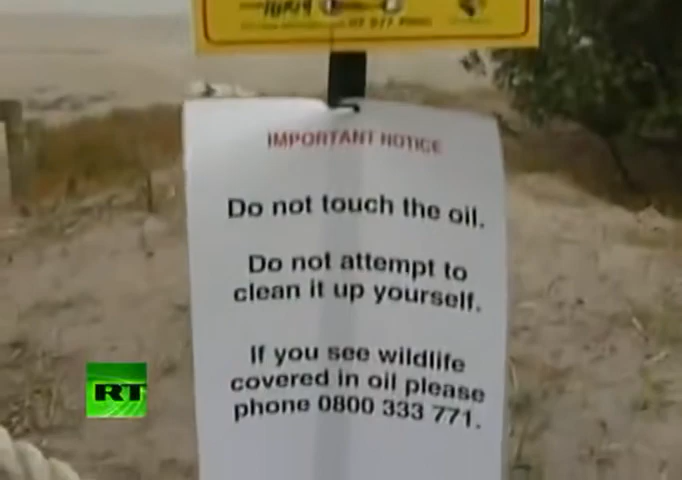 IMPORTANT NOTICE
Do not touch the oil.
Do not attempt to
clean it up yourself.
If you see wildlife
covered in oil please
phone 0800 333 771.
RT